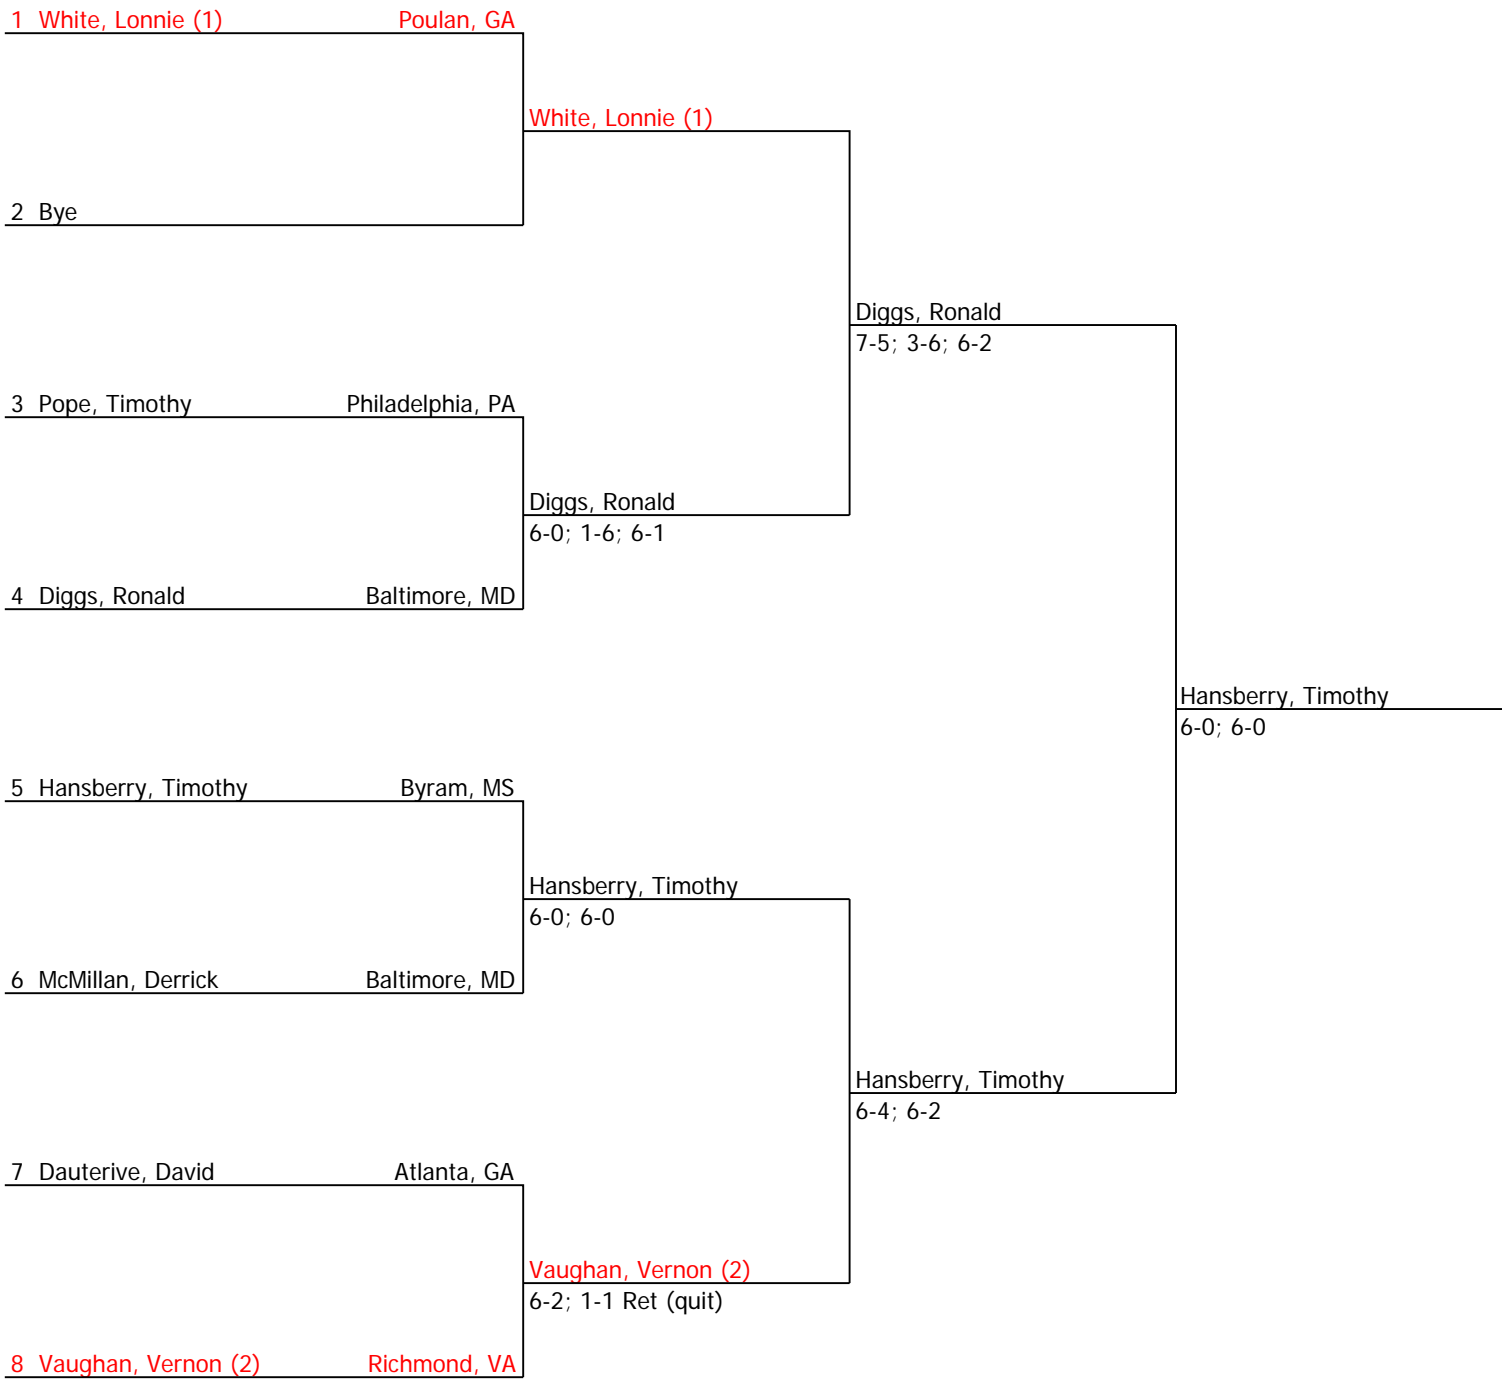 1 White, Lonnie (1) Poulan, GA
White, Lonnie (1)
2 Bye
Diggs, Ronald
7-5; 3-6; 6-2
3 Pope, Timothy Philadelphia, PA
Diggs, Ronald
6-0; 1-6; 6-1
4 Diggs, Ronald Baltimore, MD
Hansberry, Timothy
6-0; 6-0
5 Hansberry, Timothy Byram, MS
Hansberry, Timothy
6-0; 6-0
6 McMillan, Derrick Baltimore, MD
Hansberry, Timothy
6-4; 6-2
7 Dauterive, David Atlanta, GA
Vaughan, Vernon (2)
6-2; 1-1 Ret (quit)
8 Vaughan, Vernon (2) Richmond, VA